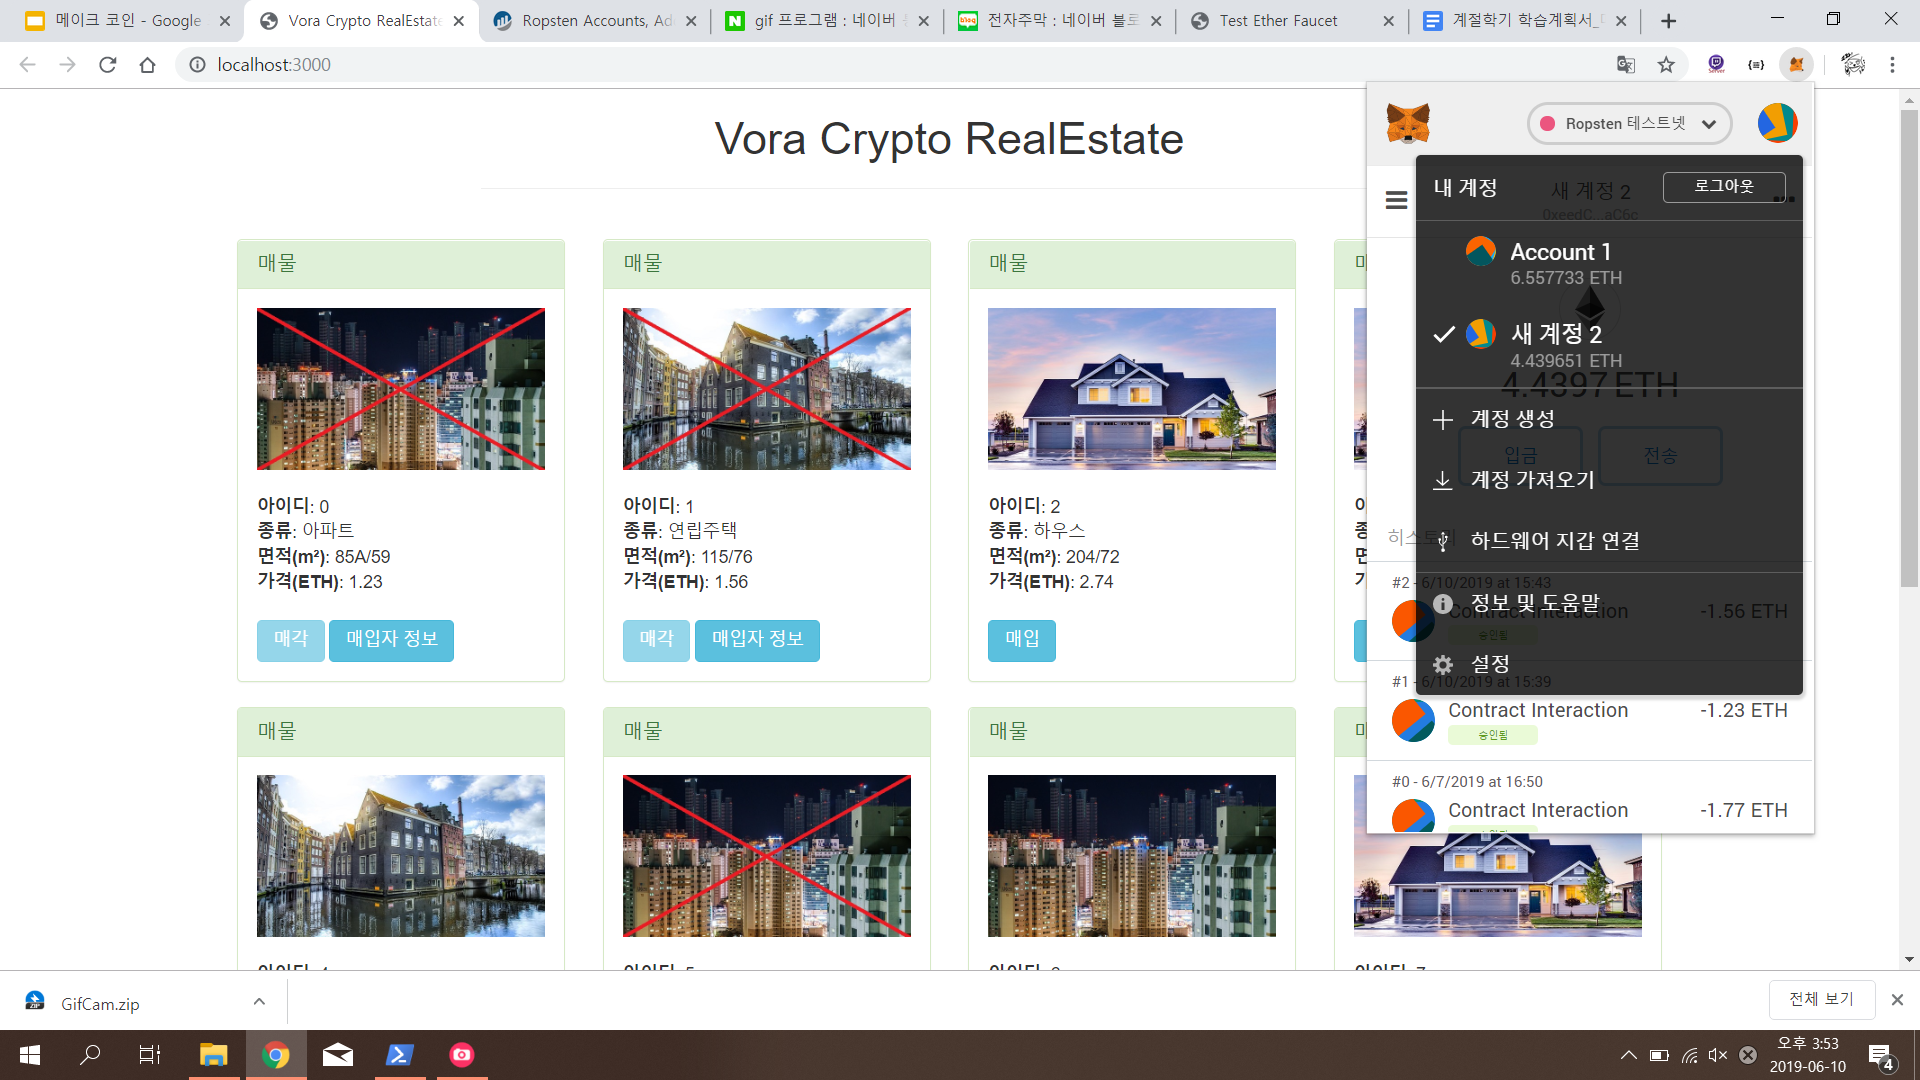 메이크 코인 - Google
Vora Crypto RealEstate
Ropsten Accounts, Ad
gif 프로그램 : 네이버
전자주막 : 네이버 블로
Test Ether Faucet
계절학기 학습계획서_
localhost:3000
Vora Crypto RealEstate
Ropsten 테스트넷
내 계정
로그아웃
새 계정 2
0xeedC...aC6c
Account 1
6.557733 ETH
새 계정 2
4.439651 ETH
4.4397 ETH
계정 생성
입금
전송
계정 가져오기
히스토리
하드웨어 지갑 연결
#2 - 6/10/2019 at 15:43
정보 및 도움말
Contract Interaction
-1.56 ETH
승인됨
설정
#1 - 6/10/2019 at 15:39
Contract Interaction
-1.23 ETH
승인됨
#0 - 6/7/2019 at 16:50
Contract Interaction
-1.77 ETH
매물
매물
매물
아이디: 0
종류: 아파트
면적(m²): 85A/59
가격(ETH): 1.23
매각
매입자 정보
아이디: 1
종류: 연립주택
면적(m²): 115/76
가격(ETH): 1.56
매각
매입자 정보
아이디: 2
종류: 하우스
면적(m²): 204/72
가격(ETH): 2.74
매입
매물
매물
매물
GifCam.zip
전체 보기
오후 3:53
2019-06-10
4